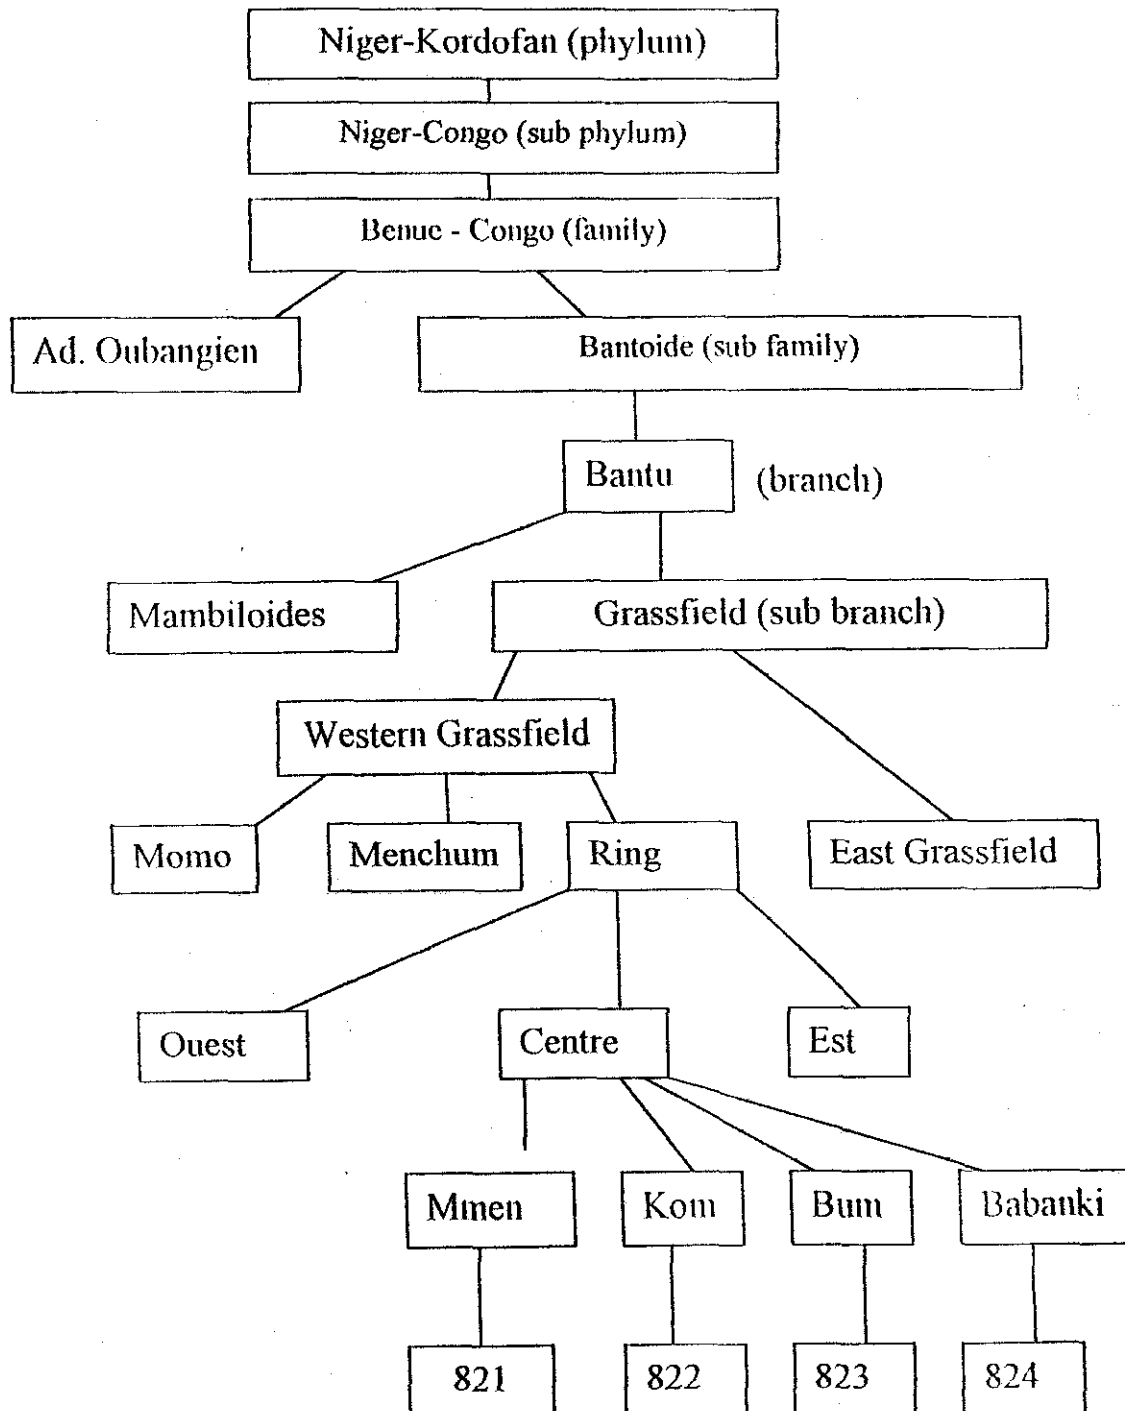 Niger-Kordofan (phylum)
Niger-Congo (sub phylum)
Benue - Congo (family)
Ad. Oubangien
Bantoide (sub family)
Bantu (branch)
Mambiloides
Grassfield (sub branch)
Western Grassfield
Momo
Menchum
Ring
East Grassfield
Ouest
Centre
Est
Mmen
Kom
Bum
Babanki
821
822
823
824